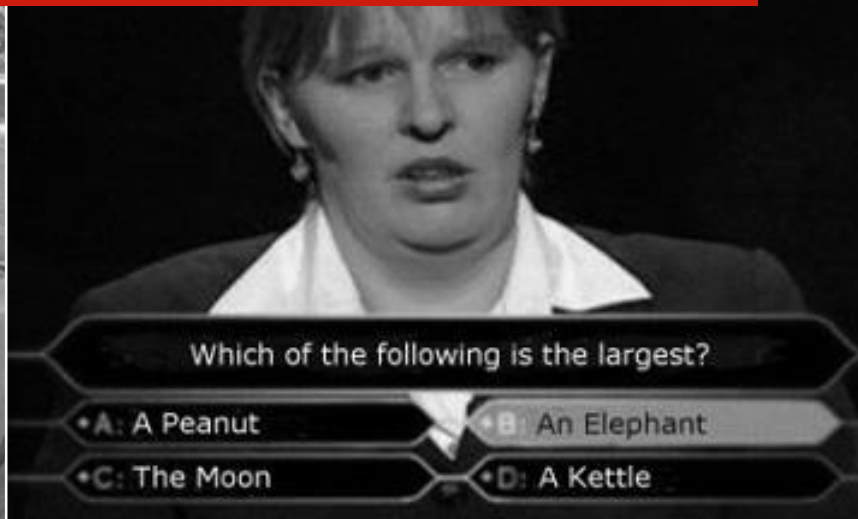 Which of the following is the largest?
A: A Peanut
B: An Elephant
C: The Moon
D: A Kettle